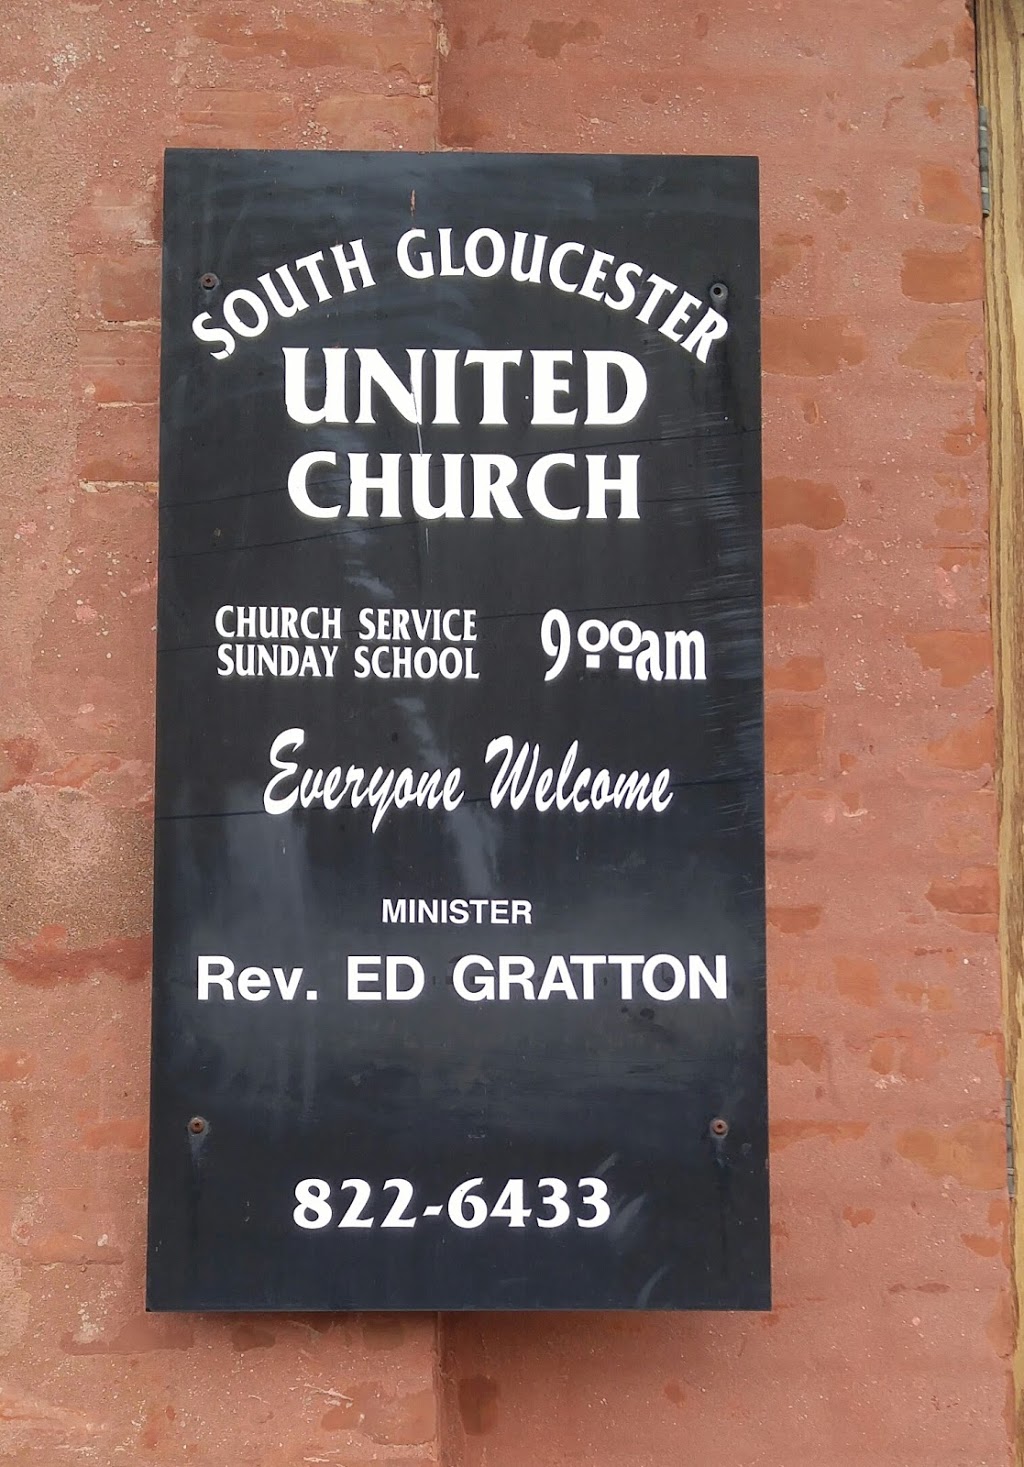 SOUTH GLOUCESTER
UNITED
CHURCH
CHURCH SERVICE
SUNDAY SCHOOL
9:00am
Everyone Welcome
MINISTER
Rev. ED GRATTON
822-6433